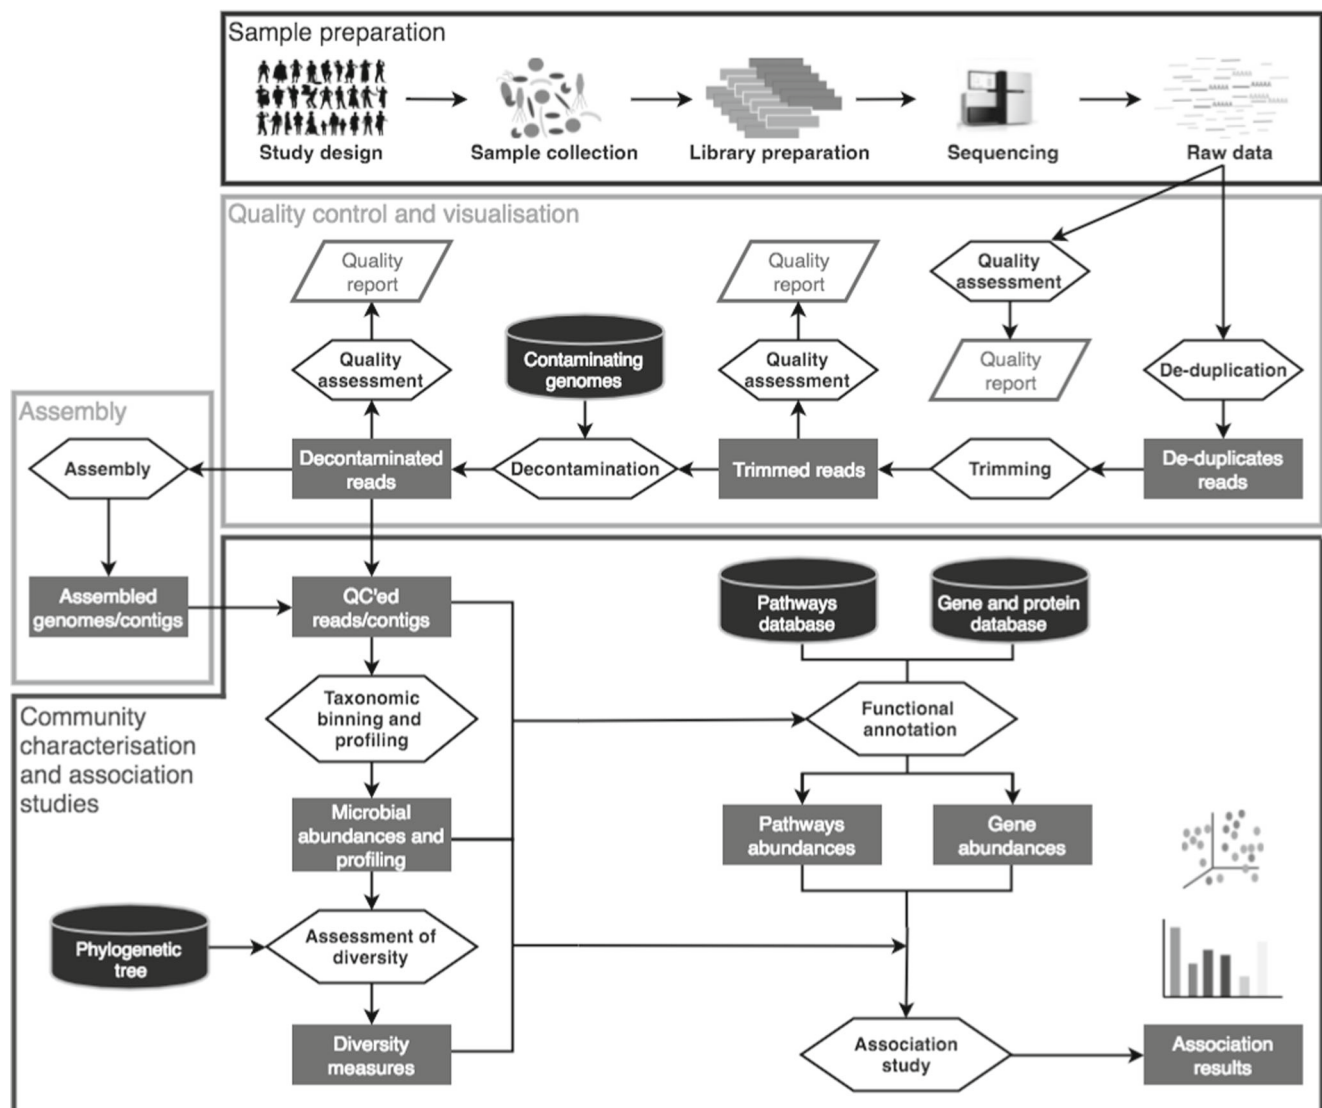 Sample preparation
Study design
Sample collection
Library preparation
Sequencing
Raw data
Quality control and visualisation
Quality
report
Quality
report
Quality
assessment
Quality
assessment
Contaminating
genomes
Quality
assessment
Quality
report
De-duplication
Assembly
Assembly
Decontaminated
reads
Decontamination
Trimmed reads
Trimming
De-duplicates
reads
Assembled
genomes/contigs
QC'ed
reads/contigs
Pathways
database
Gene and protein
database
Community
characterisation
and association
studies
Taxonomic
binning and
profiling
Functional
annotation
Microbial
abundances and
profiling
Pathways
abundances
Gene
abundances
Phylogenetic
tree
Assessment of
diversity
Diversity
measures
Association
study
Association
results